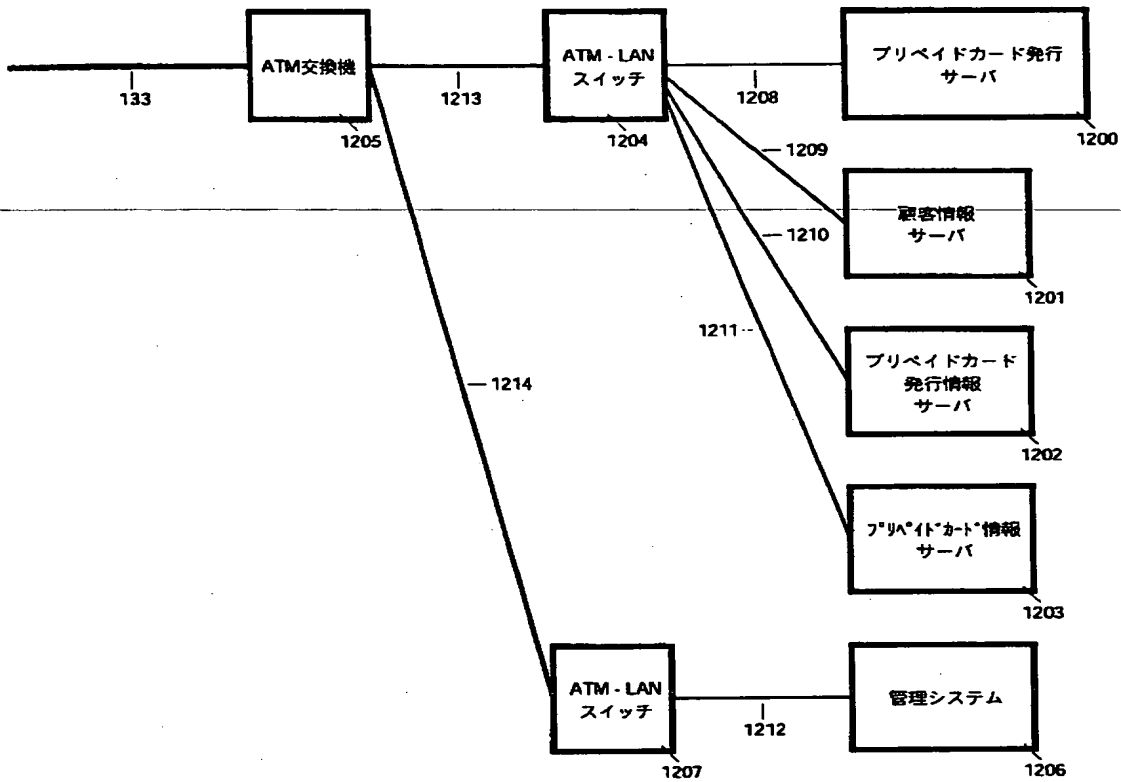 ATM交換機
133
1205
1213
ATM - LAN
スイッチ
1204
1208
プリペイドカード発行
サーバ
1200
1209
顧客情報
サーバ
1201
1210
プリペイドカード
発行情報
サーバ
1202
1211
ﾌﾟﾘﾍﾟｲﾄﾞｶｰﾄﾞ情報
サーバ
1203
1214
ATM - LAN
スイッチ
1207
1212
管理システム
1206